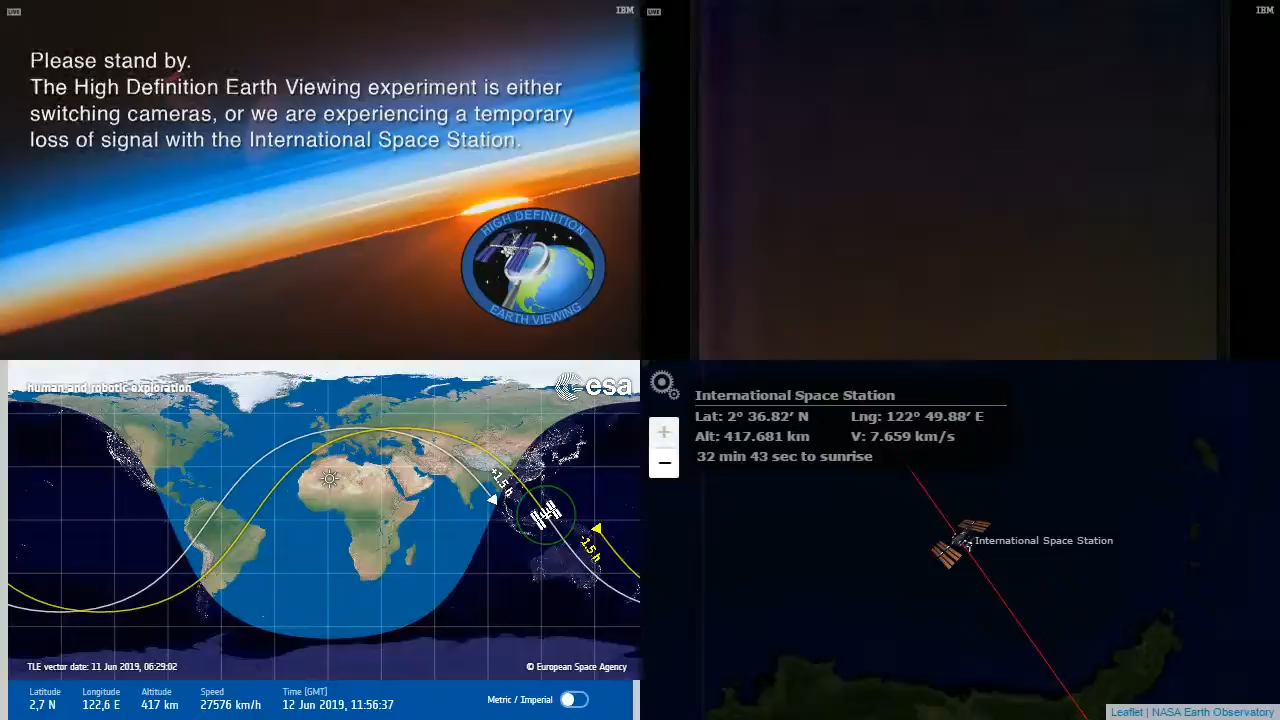 LIVE
IBM
Please stand by.
The High Definition Earth Viewing experiment is either
switching cameras, or we are experiencing a temporary
loss of signal with the International Space Station.
HIGH DEFINITION
EARTH VIEWING
LIVE
IBM
human and robotic exploration
esa
+1.5 h
-1.5 h
TLE vector date: 11 Jun 2019, 06:29:02
© European Space Agency
Latitude Longitude Altitude Speed Time [GMT]
2,7 N 122,6 E 417 km 27576 km/h 12 Jun 2019, 11:56:37
Metric / Imperial
+
−
International Space Station
Lat: 2° 36.82’ N Lng: 122° 49.88’ E
Alt: 417.681 km V: 7.659 km/s
32 min 43 sec to sunrise
International Space Station
Leaflet | NASA Earth Observatory